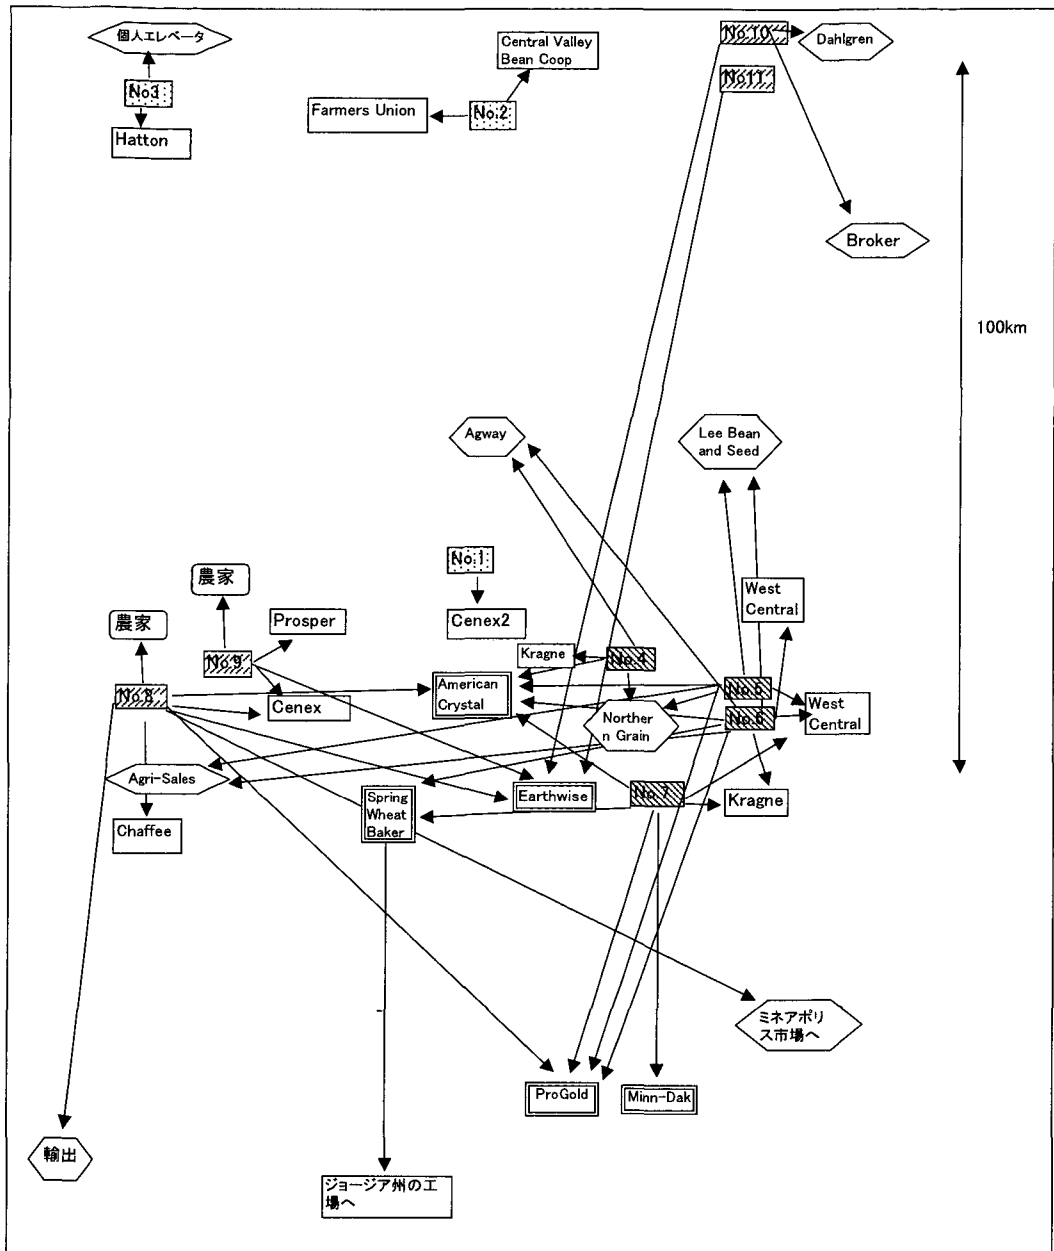 個人エレベータ
No.3
Hatton
Central Valley
Bean Coop
Farmers Union
No.2
No.10
Dahlgren
No11
Broker
100km
Agway
Lee Bean
and Seed
No.1
Cenex2
農家
農家
Prosper
No.9
No.8
Cenex
Kragne
No.4
American
Crystal
Norther
n Grain
West
Central
No.5
No.6
West
Central
Agri-Sales
Chaffee
Spring
Wheat
Baker
Earthwise
No.7
Kragne
ミネアポリ
ス市場へ
ProGold
Minn-Dak
輸出
ジョージア州の工
場へ